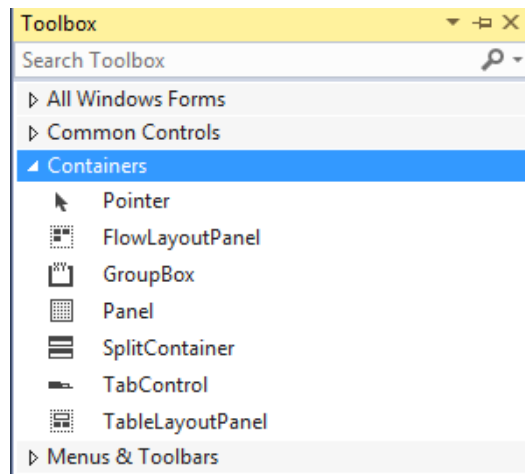 Toolbox
Search Toolbox
All Windows Forms
Common Controls
Containers
Pointer
FlowLayoutPanel
GroupBox
Panel
SplitContainer
TabControl
TableLayoutPanel
Menus & Toolbars